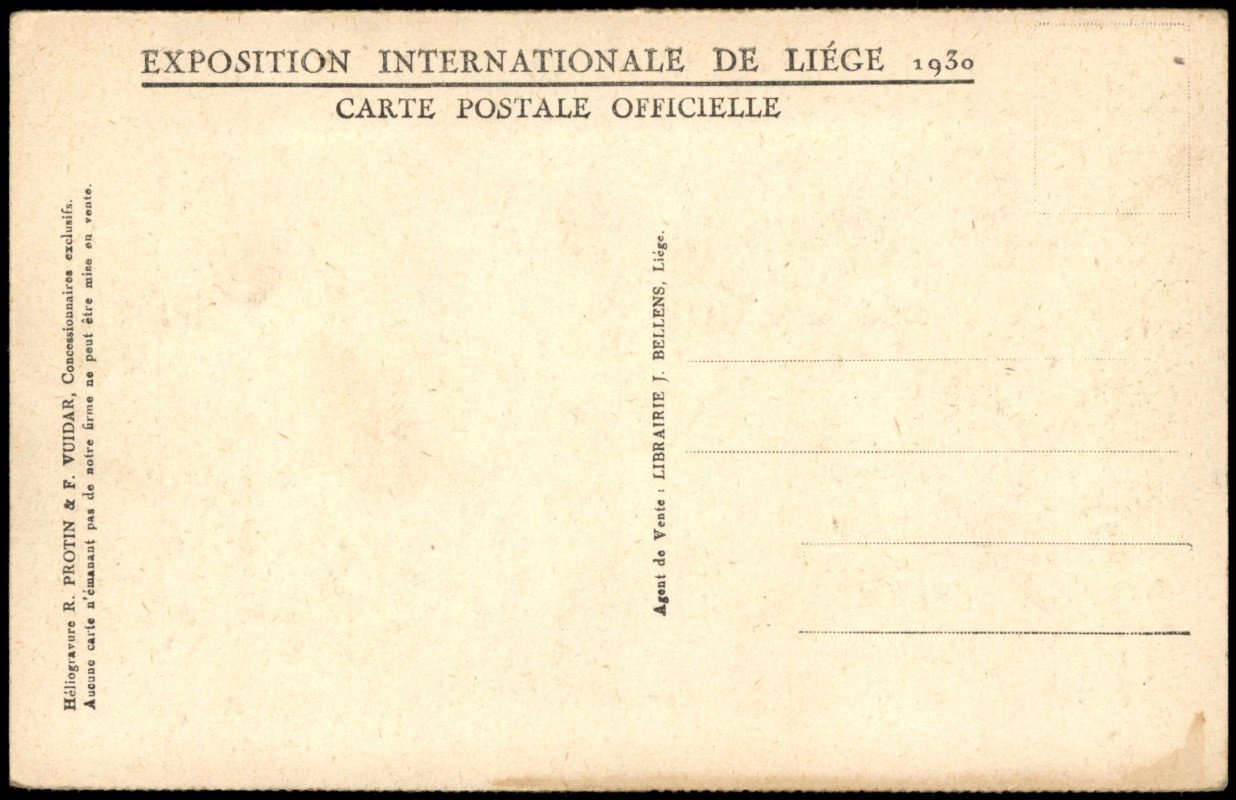 EXPOSITION INTERNATIONALE DE LIÉGE 1930
CARTE POSTALE OFFICIELLE
Héliogravure R. PROTIN & F. VUIDAR, Concessionnaires exclusifs.
Aucune carte n'émanant pas de notre firme ne peut être mise en vente.
Agent de Vente : LIBRAIRIE J. BELLENS, Liége.